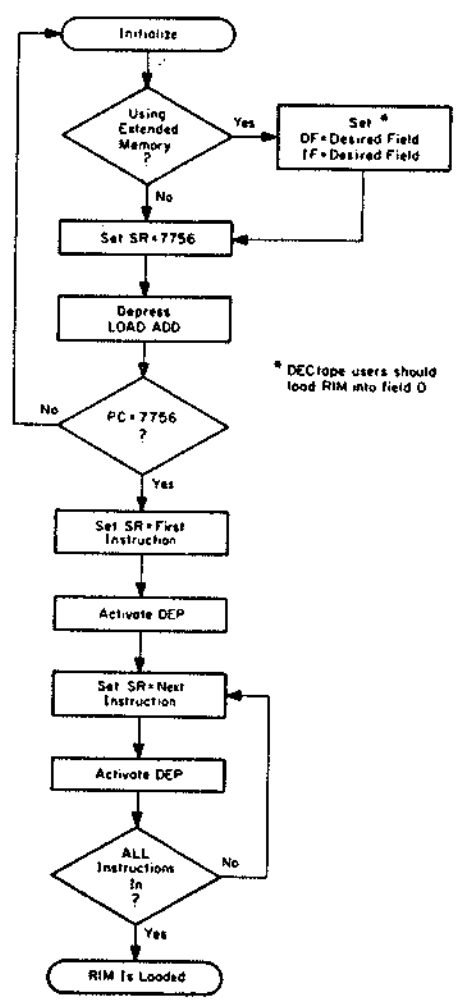 Initialize
Using
Extended
Memory
?
Yes
Set *
DF=Desired Field
IF=Desired Field
No
Set SR=7756
Depress
LOAD ADD
* DECtape users should
load RIM into field 0
No
PC=7756
?
Yes
Set SR=First
Instruction
Activate DEP
Set SR=Next
Instruction
Activate DEP
ALL
Instructions
In
?
No
Yes
RIM Is Loaded